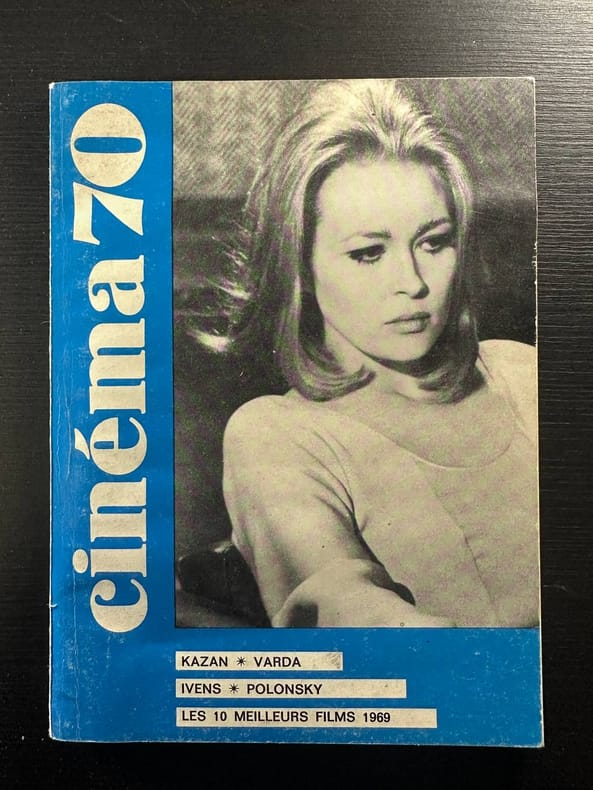 cinéma 70
KAZAN ✴ VARDA
IVENS ✴ POLONSKY
LES 10 MEILLEURS FILMS 1969